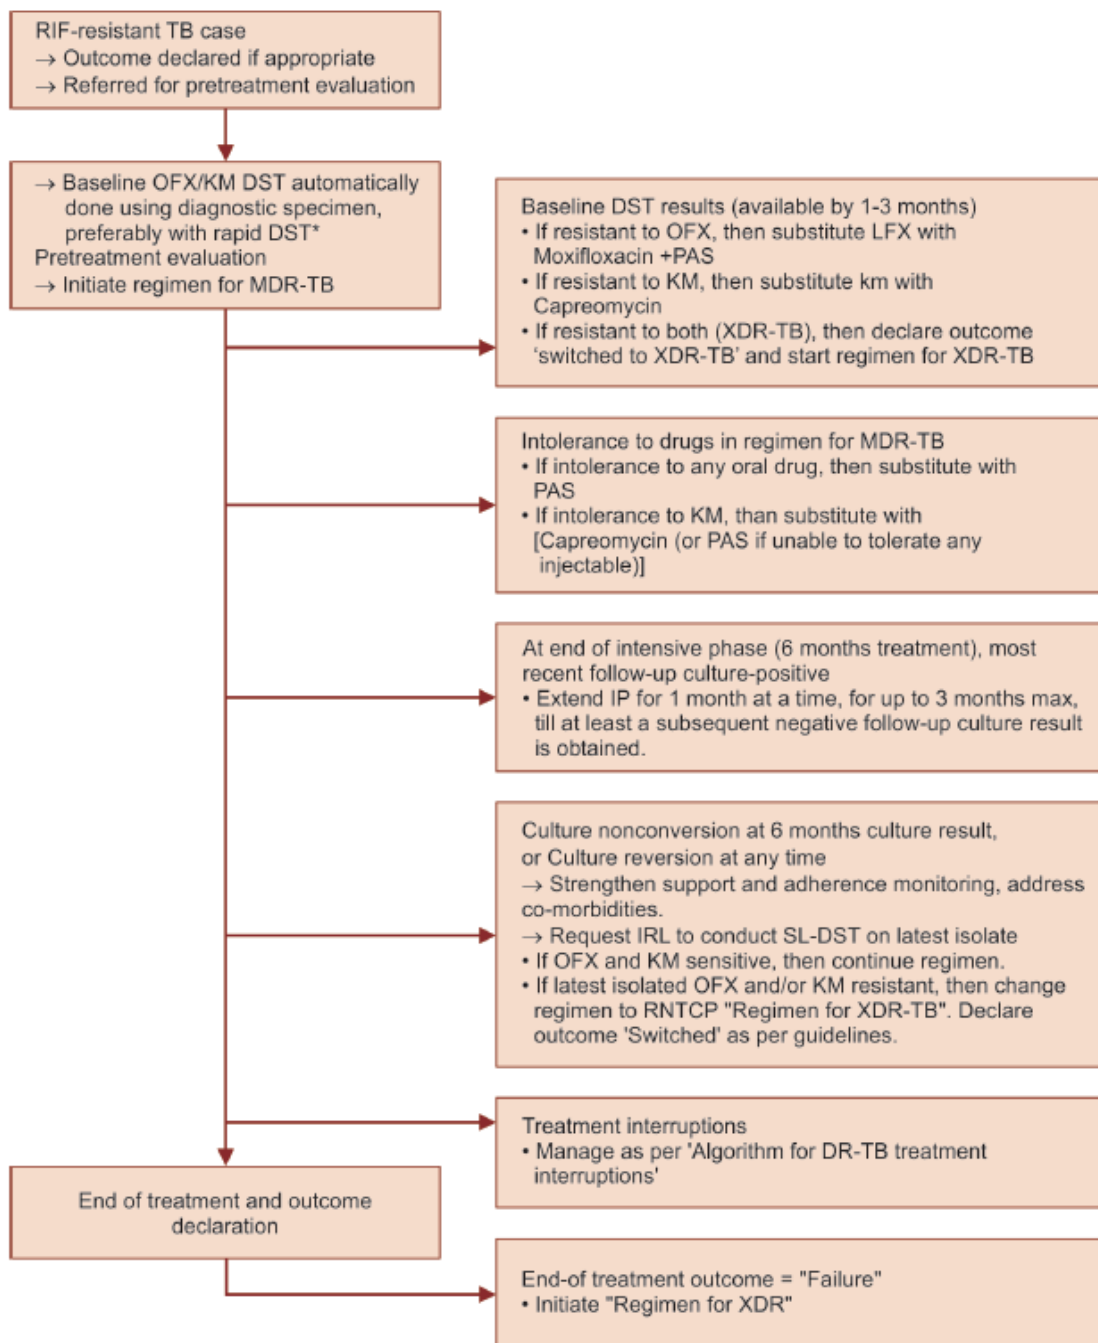 RIF-resistant TB case
→ Outcome declared if appropriate
→ Referred for pretreatment evaluation
→ Baseline OFX/KM DST automatically
done using diagnostic specimen,
preferably with rapid DST*
Pretreatment evaluation
→ Initiate regimen for MDR-TB
Baseline DST results (available by 1-3 months)
• If resistant to OFX, then substitute LFX with
Moxifloxacin +PAS
• If resistant to KM, then substitute km with
Capreomycin
• If resistant to both (XDR-TB), then declare outcome
‘switched to XDR-TB’ and start regimen for XDR-TB
Intolerance to drugs in regimen for MDR-TB
• If intolerance to any oral drug, then substitute with
PAS
• If intolerance to KM, than substitute with
[Capreomycin (or PAS if unable to tolerate any
injectable)]
At end of intensive phase (6 months treatment), most
recent follow-up culture-positive
• Extend IP for 1 month at a time, for up to 3 months max,
till at least a subsequent negative follow-up culture result
is obtained.
Culture nonconversion at 6 months culture result,
or Culture reversion at any time
→ Strengthen support and adherence monitoring, address
co-morbidities.
→ Request IRL to conduct SL-DST on latest isolate
• If OFX and KM sensitive, then continue regimen.
• If latest isolated OFX and/or KM resistant, then change
regimen to RNTCP "Regimen for XDR-TB". Declare
outcome 'Switched' as per guidelines.
Treatment interruptions
• Manage as per 'Algorithm for DR-TB treatment
interruptions'
End of treatment and outcome
declaration
End-of treatment outcome = "Failure"
• Initiate "Regimen for XDR"